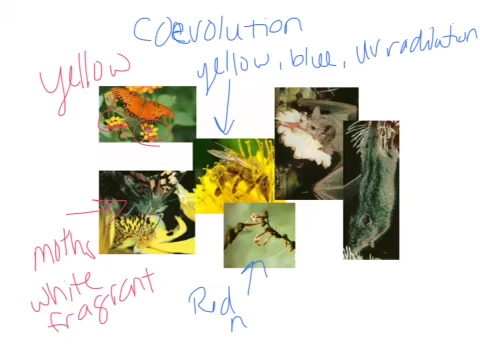 Coevolution
yellow, blue, uv radiation
yellow
moths
white
fragrant
Red
n